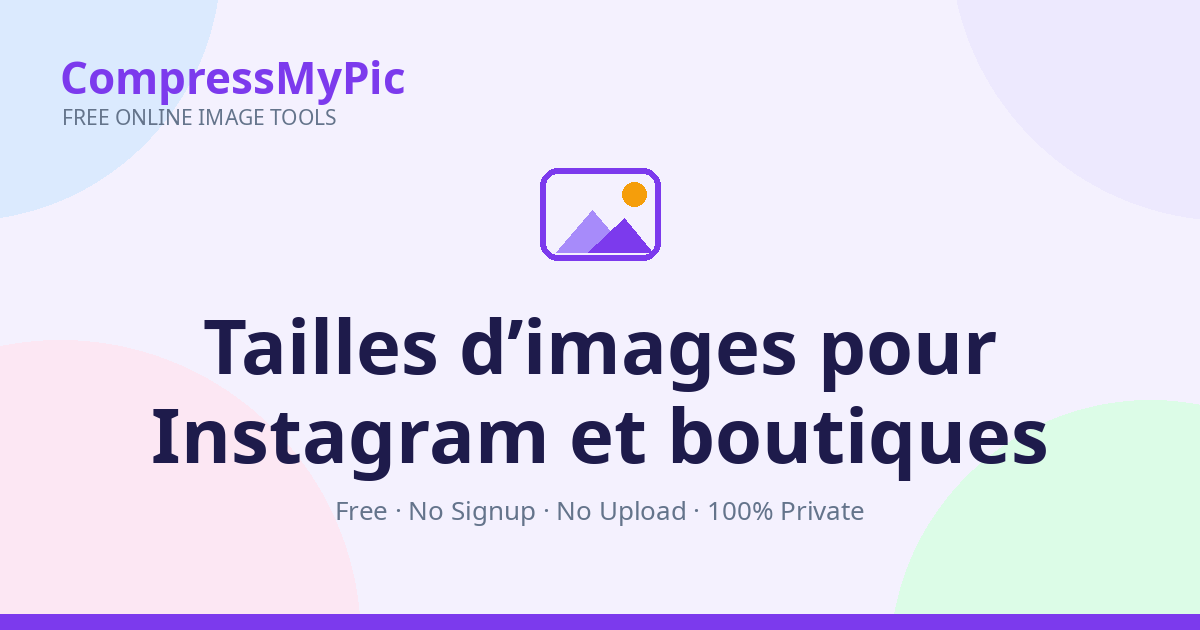 CompressMyPic
FREE ONLINE IMAGE TOOLS
Tailles d’images pour
Instagram et boutiques
Free · No Signup · No Upload · 100% Private